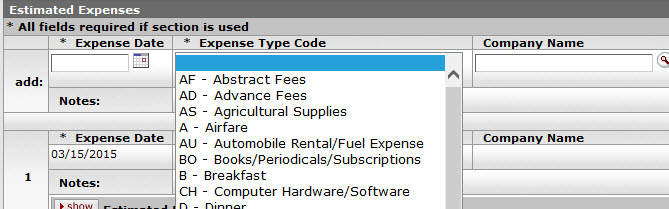 Estimated Expenses
* All fields required if section is used
* Expense Date * Expense Type Code Company Name
add:
AF - Abstract Fees
AD - Advance Fees
Notes:
AS - Agricultural Supplies
A - Airfare
* Expense Date Company Name
AU - Automobile Rental/Fuel Expense
03/15/2015
BO - Books/Periodicals/Subscriptions
1
B - Breakfast
Notes:
CH - Computer Hardware/Software
show
D - Dinner